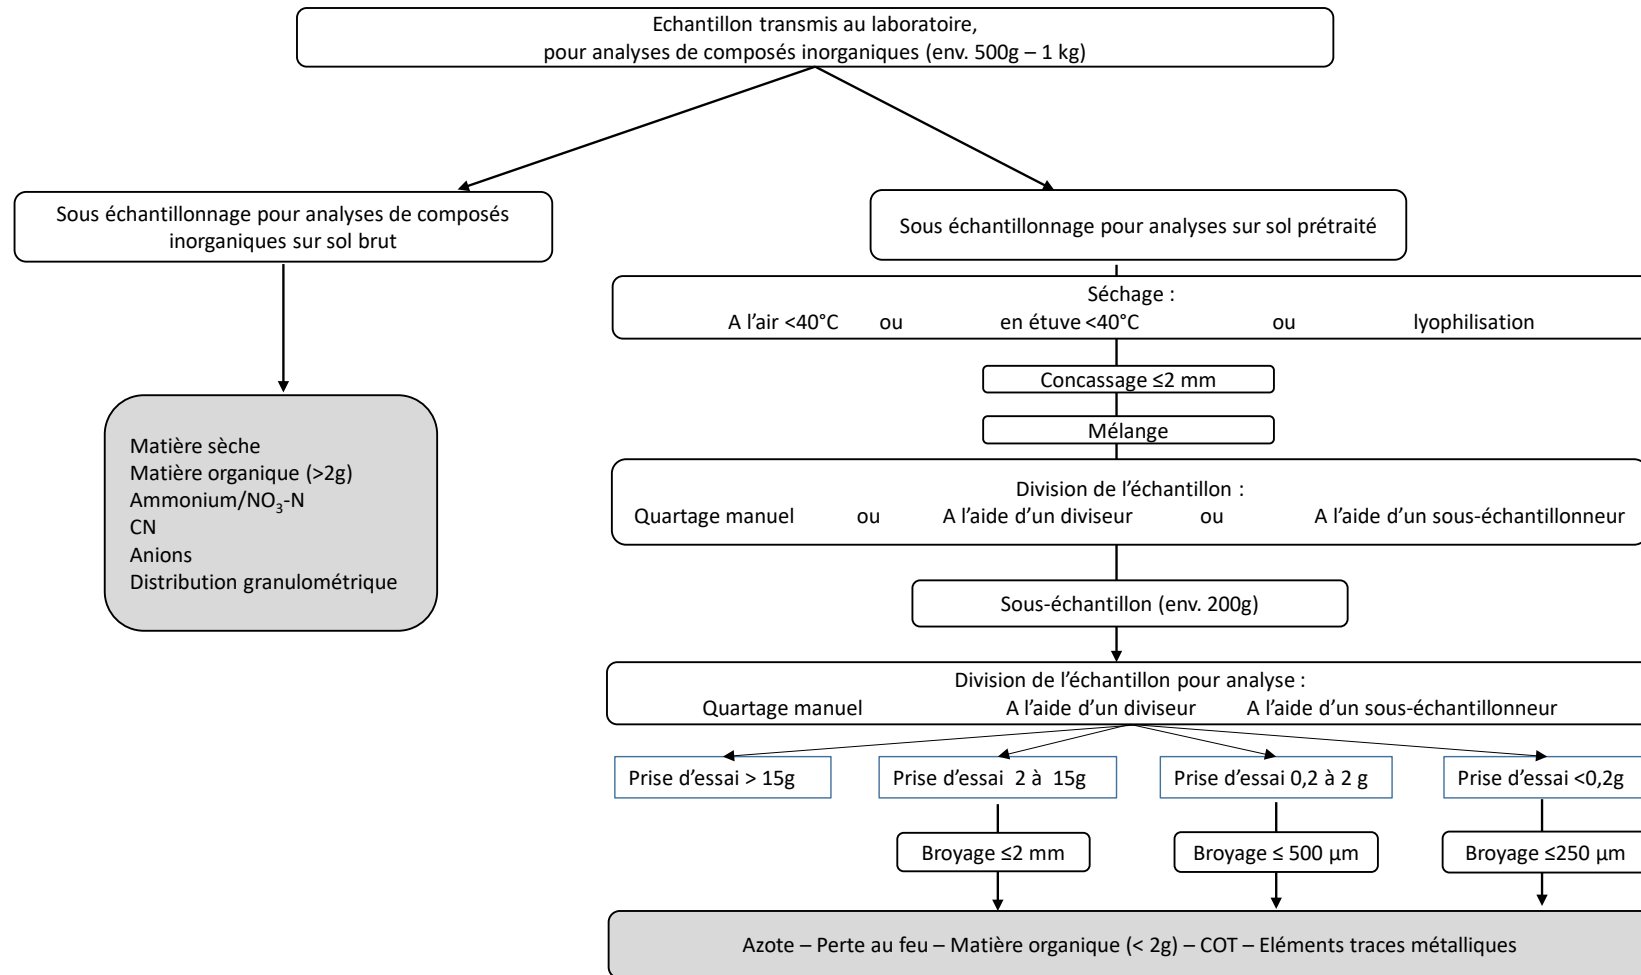 Echantillon transmis au laboratoire,
pour analyses de composés inorganiques (env. 500g – 1 kg)
Sous échantillonnage pour analyses de composés
inorganiques sur sol brut
Sous échantillonnage pour analyses sur sol prétraité
Séchage :
A l’air <40°C ou en étuve <40°C ou lyophilisation
Concassage ≤2 mm
Mélange
Matière sèche
Matière organique (>2g)
Ammonium/NO₃-N
CN
Anions
Distribution granulométrique
Division de l’échantillon :
Quartage manuel ou A l’aide d’un diviseur ou A l’aide d’un sous-échantillonneur
Sous-échantillon (env. 200g)
Division de l’échantillon pour analyse :
Quartage manuel A l’aide d’un diviseur A l’aide d’un sous-échantillonneur
Prise d’essai > 15g
Prise d’essai 2 à 15g
Prise d’essai 0,2 à 2 g
Prise d’essai <0,2g
Broyage ≤2 mm
Broyage ≤ 500 µm
Broyage ≤250 µm
Azote – Perte au feu – Matière organique (< 2g) – COT – Eléments traces métalliques